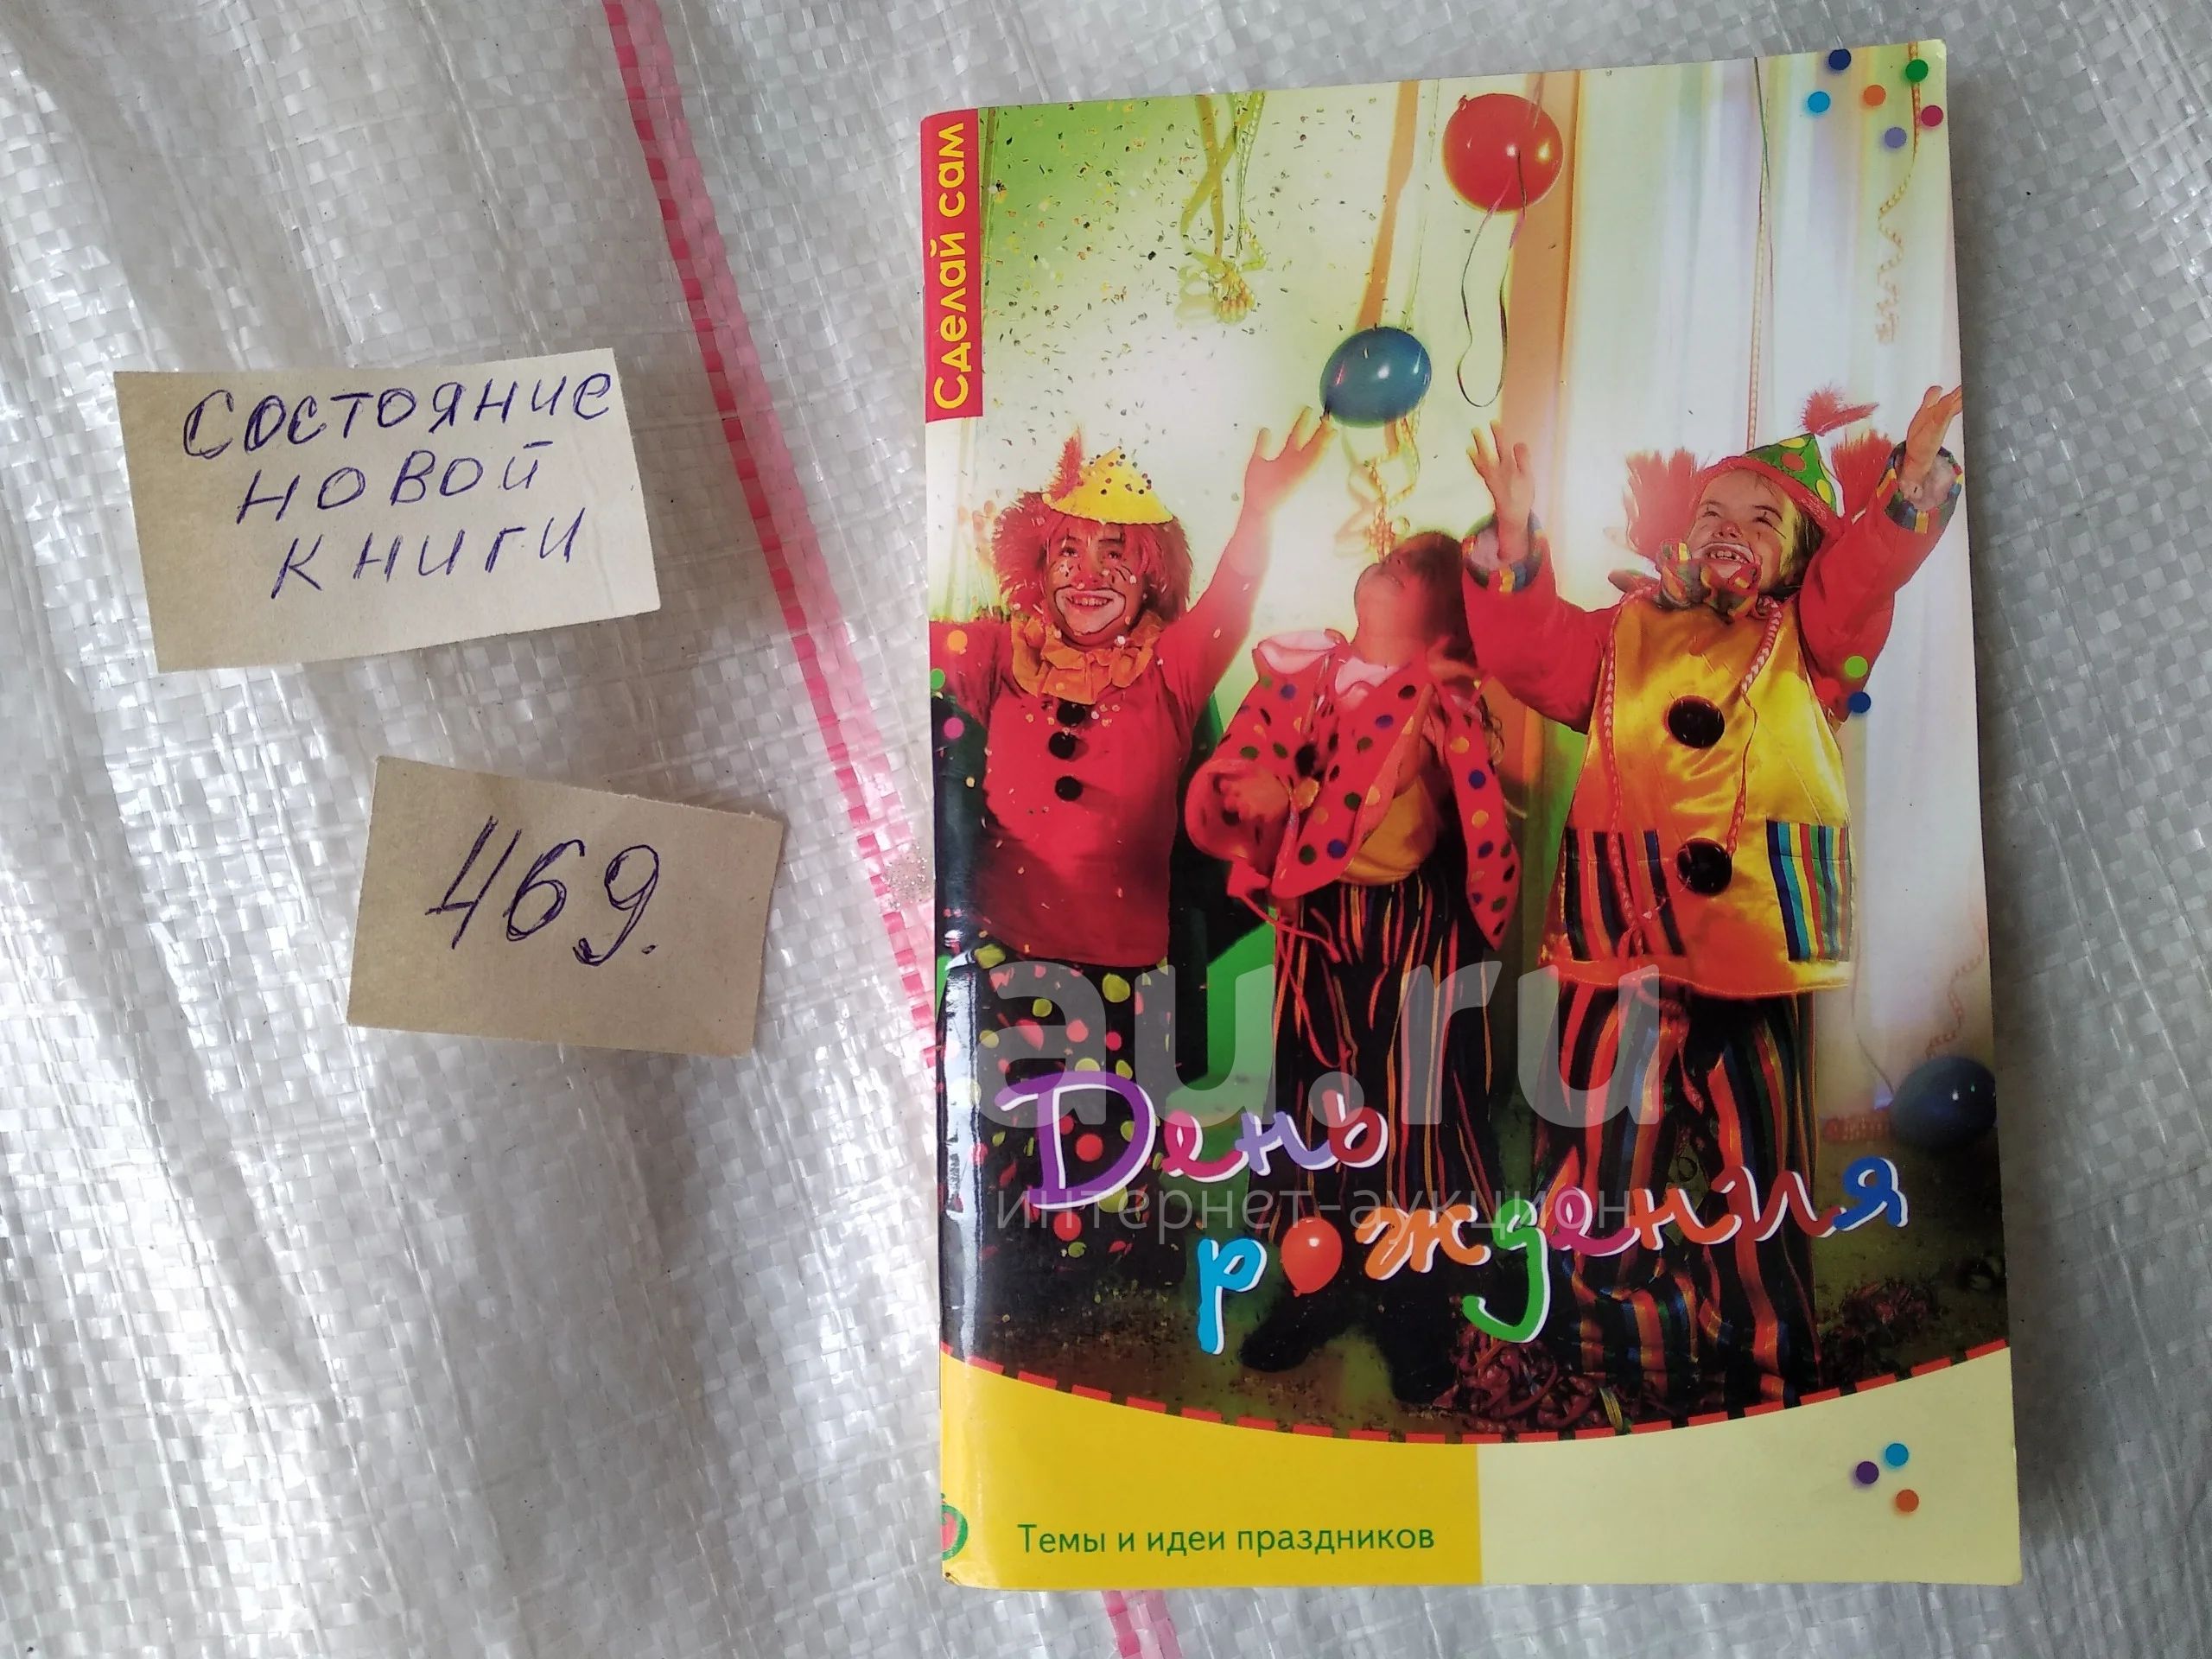 Состояние
новой
книги
469.
Сделай сам
День
рождения
Темы и идеи праздников
au.ru
интернет-аукцион